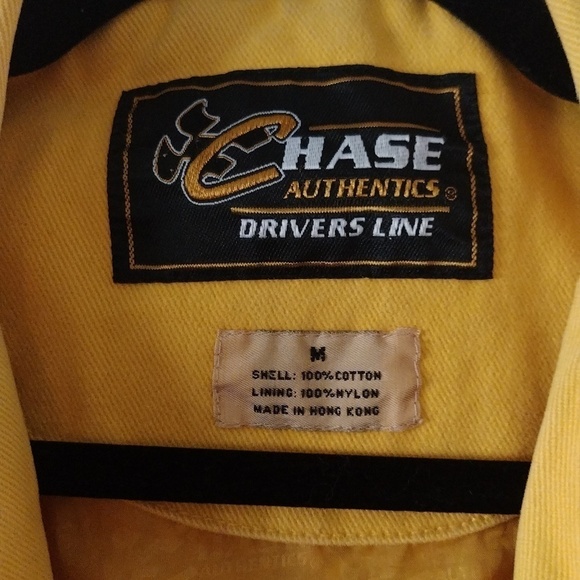 CHASE
AUTHENTICS®
DRIVERS LINE
M
SHELL: 100% COTTON
LINING: 100% NYLON
MADE IN HONG KONG